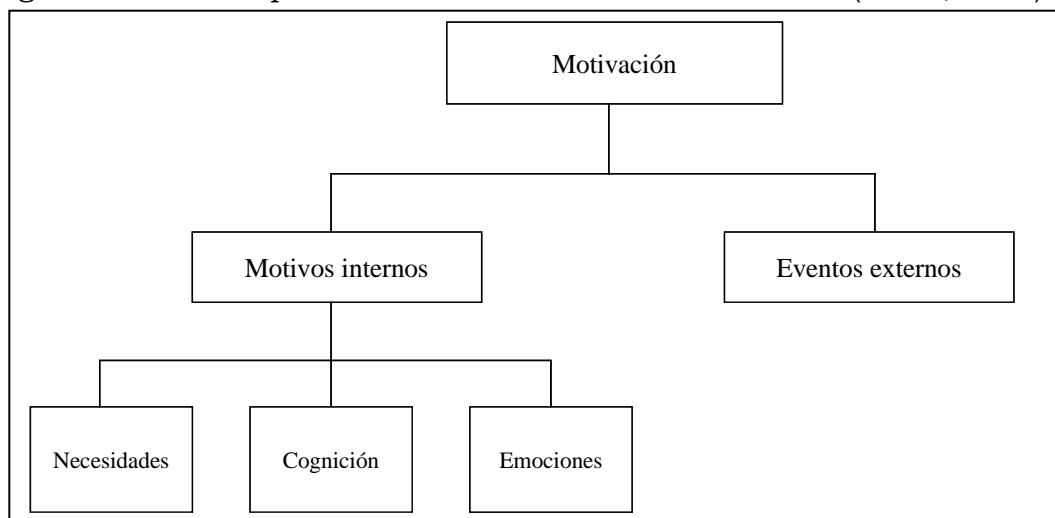 Motivación
Motivos internos
Eventos externos
Necesidades
Cognición
Emociones